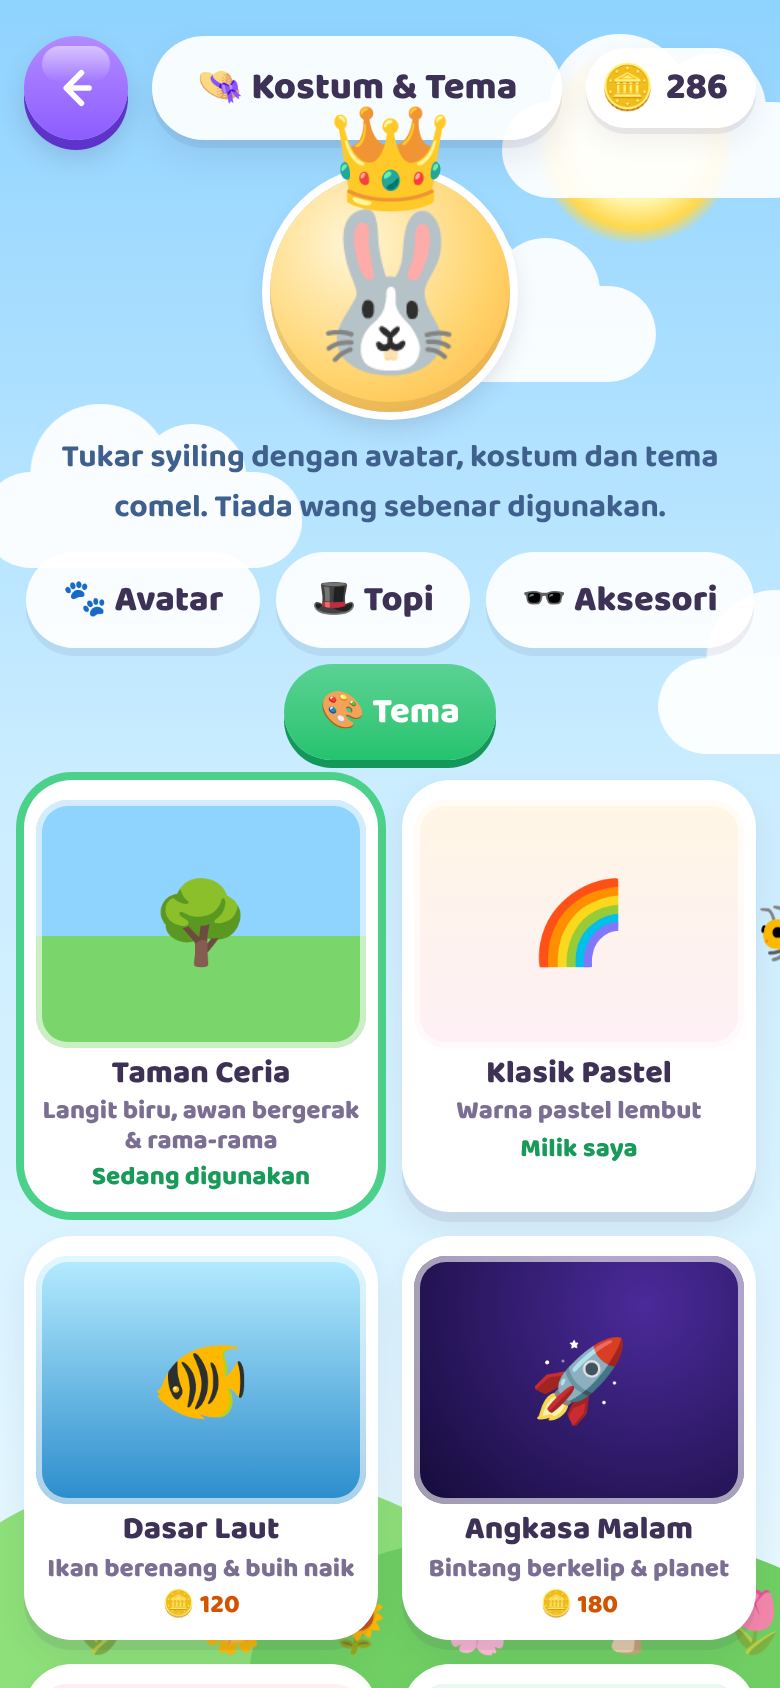 Kostum & Tema
286
Tukar syiling dengan avatar, kostum dan tema
comel. Tiada wang sebenar digunakan.
Avatar
Topi
Aksesori
Tema
Taman Ceria
Langit biru, awan bergerak
& rama-rama
Sedang digunakan
Klasik Pastel
Warna pastel lembut
Milik saya
Dasar Laut
Ikan berenang & buih naik
120
Angkasa Malam
Bintang berkelip & planet
180